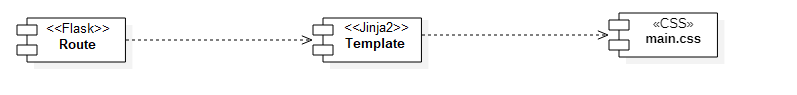 <<Flask>>
Route
<<Jinja2>>
Template
«CSS»
main.css